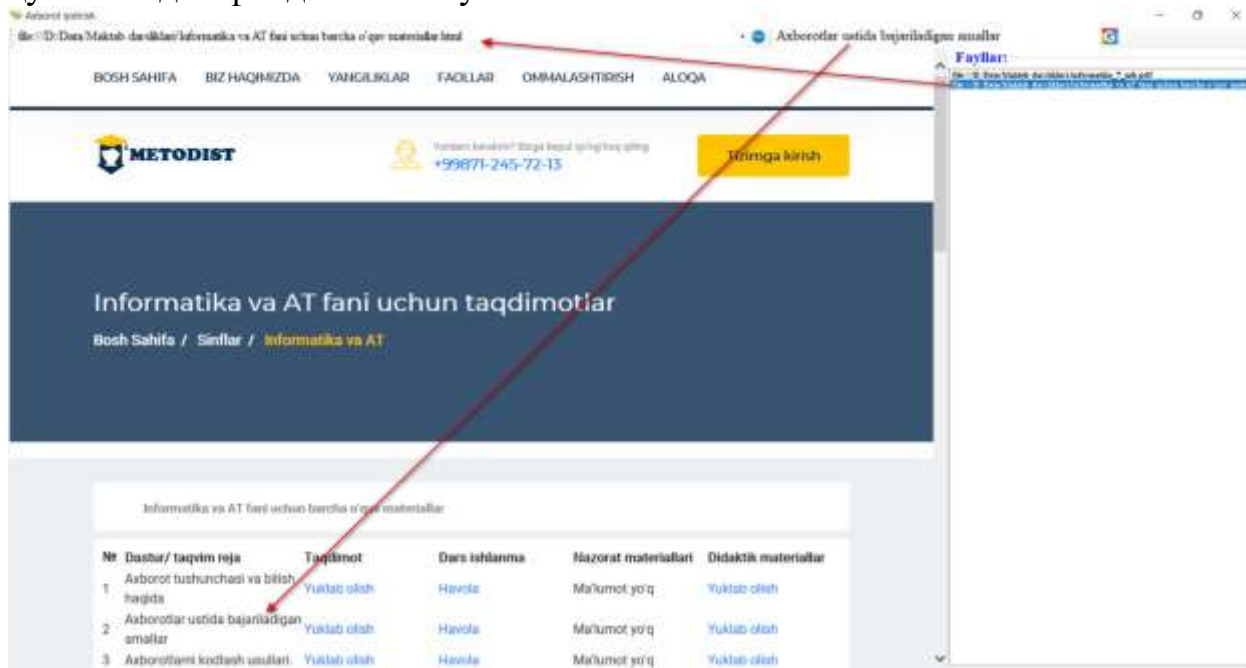 Axborot qidirish
file:///D:/Data/Maktab darsliklari/Informatika va AT fani uchun barcha o'quv materiallar.html
Axborotlar ustida bajariladigan amallar
Fayllar:
BOSH SAHIFA BIZ HAQIMIZDA YANGILIKLAR FAOLLAR OMMALASHTIRISH ALOQA
METODIST
+99871-245-72-13
Tizimga kirish
Informatika va AT fani uchun taqdimotlar
Bosh Sahifa / Sinflar / Informatika va AT
Informatika va AT fani uchun barcha o'quv materiallar
№ Dastur/ taqvim reja Taqdimot Dars ishlanma Nazorat materiallari Didaktik materiallar
1 Axborot tushunchasi va bilish haqida Yuklab olish Havola Ma'lumot yo'q Yuklab olish
2 Axborotlar ustida bajariladigan amallar Yuklab olish Havola Ma'lumot yo'q Yuklab olish
3 Axborotlarni kodlash usullari. Yuklab olish Havola Ma'lumot yo'q Yuklab olish